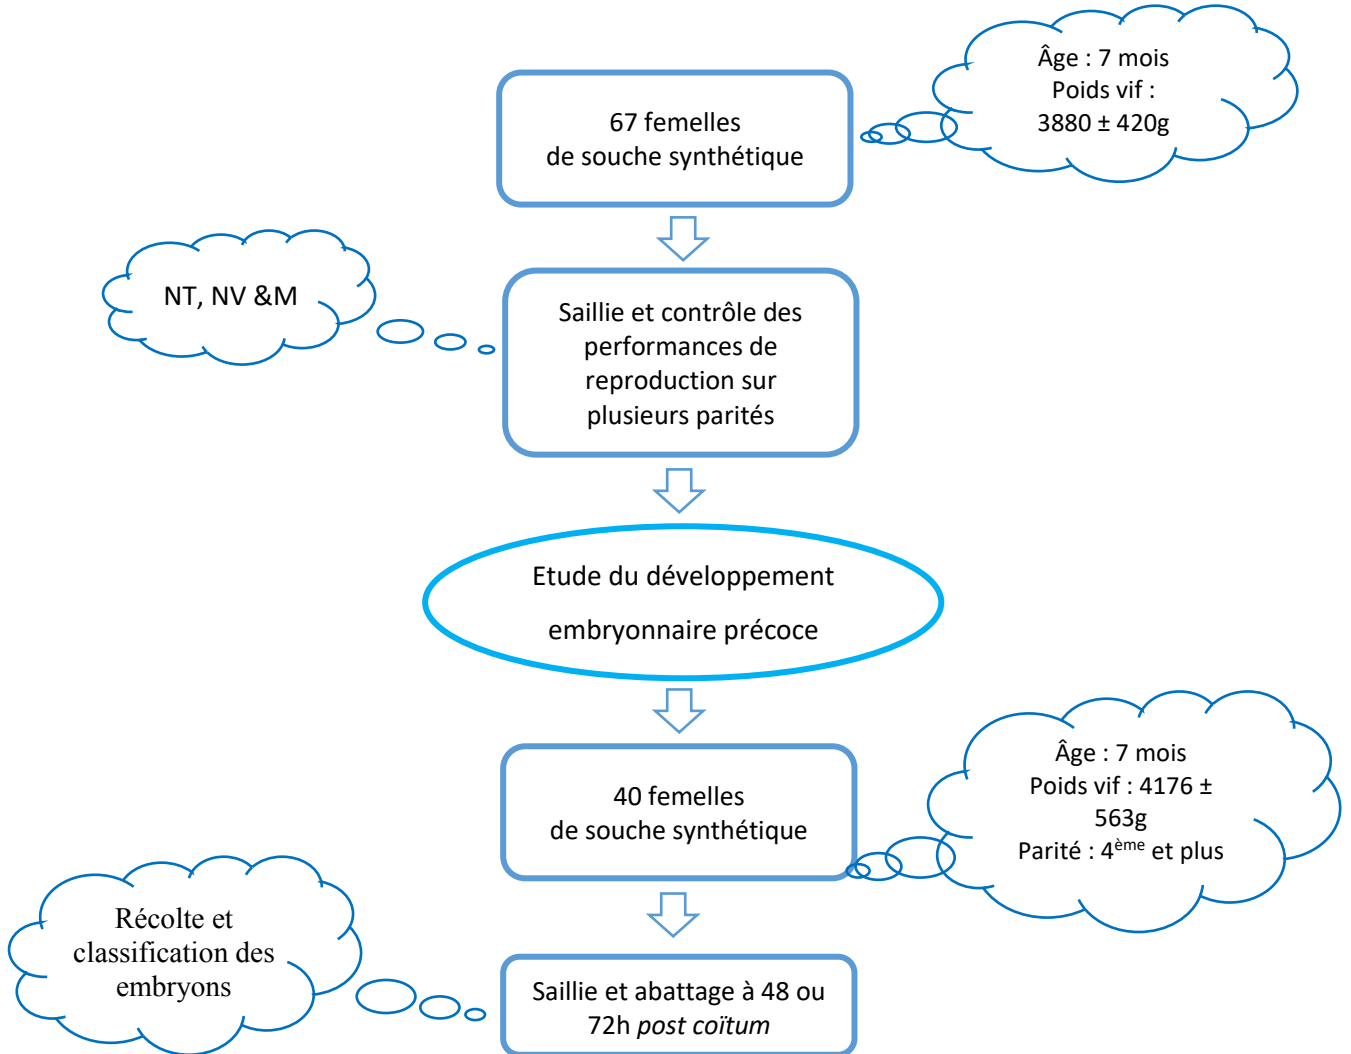 Âge : 7 mois
Poids vif :
3880 ± 420g
67 femelles
de souche synthétique
NT, NV &M
Saillie et contrôle des
performances de
reproduction sur
plusieurs parités
Etude du développement
embryonnaire précoce
Âge : 7 mois
Poids vif : 4176 ±
563g
Parité : 4ème et plus
40 femelles
de souche synthétique
Récolte et
classification des
embryons
Saillie et abattage à 48 ou
72h post coïtum